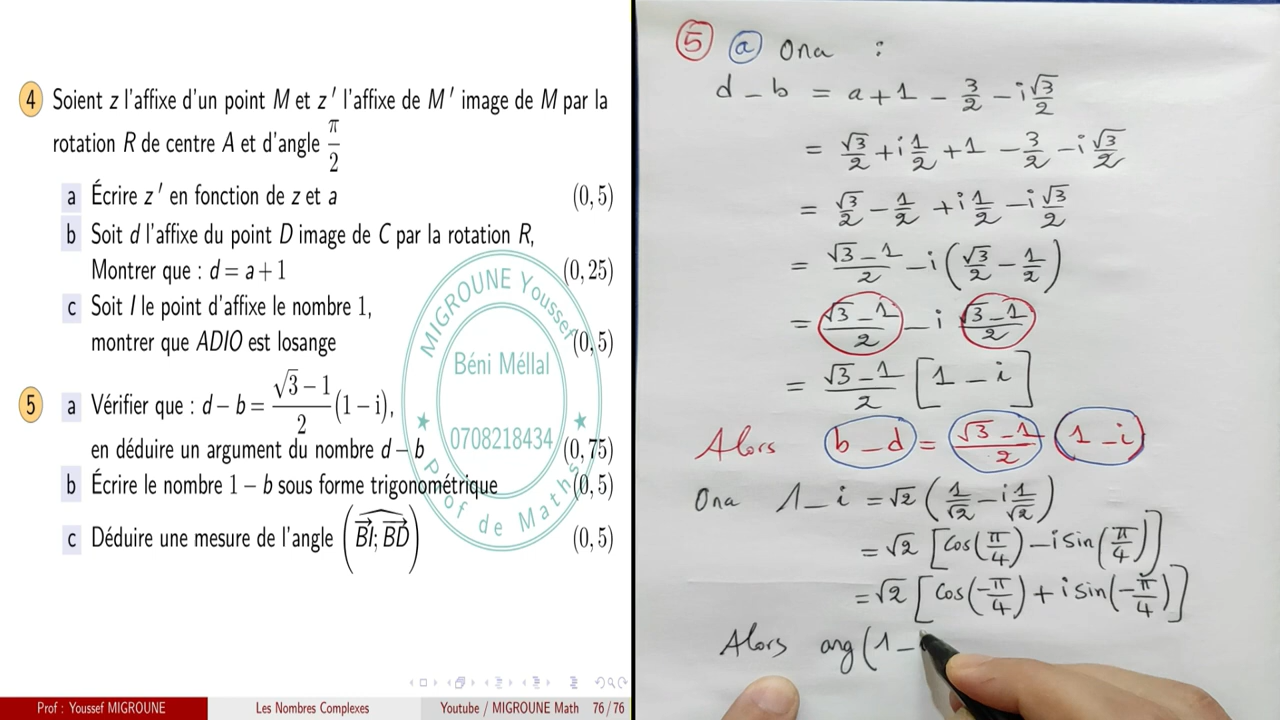 4 Soient z l'affixe d'un point M et z' l'affixe de M' image de M par la
rotation R de centre A et d'angle π/2
a Écrire z' en fonction de z et a (0,5)
b Soit d l'affixe du point D image de C par la rotation R,
Montrer que : d = a + 1 (0,25)
c Soit I le point d'affixe le nombre 1,
montrer que ADIO est losange (0,5)
5 a Vérifier que : d − b = (√3 − 1)/2 (1 − i),
en déduire un argument du nombre d − b (0,75)
b Écrire le nombre 1 − b sous forme trigonométrique (0,5)
c Déduire une mesure de l'angle (BI; BD) (0,5)
MIGROUNE Youssef
Béni Méllal
0708218434
Prof de Maths
Prof : Youssef MIGROUNE Les Nombres Complexes Youtube / MIGROUNE Math 76/76
5 a Ona :
d − b = a + 1 − 3/2 − i √3/2
= √3/2 + i 1/2 + 1 − 3/2 − i √3/2
= √3/2 − 1/2 + i 1/2 − i √3/2
= (√3 − 1)/2 − i (√3/2 − 1/2)
= (√3 − 1)/2 − i (√3 − 1)/2
= (√3 − 1)/2 [1 − i]
Alors b − d = (√3 − 1)/2 (1 − i)
Ona 1 − i = √2 (1/√2 − i 1/√2)
= √2 [cos(π/4) − i sin(π/4)]
= √2 [cos(−π/4) + i sin(−π/4)]
Alors arg(1 −